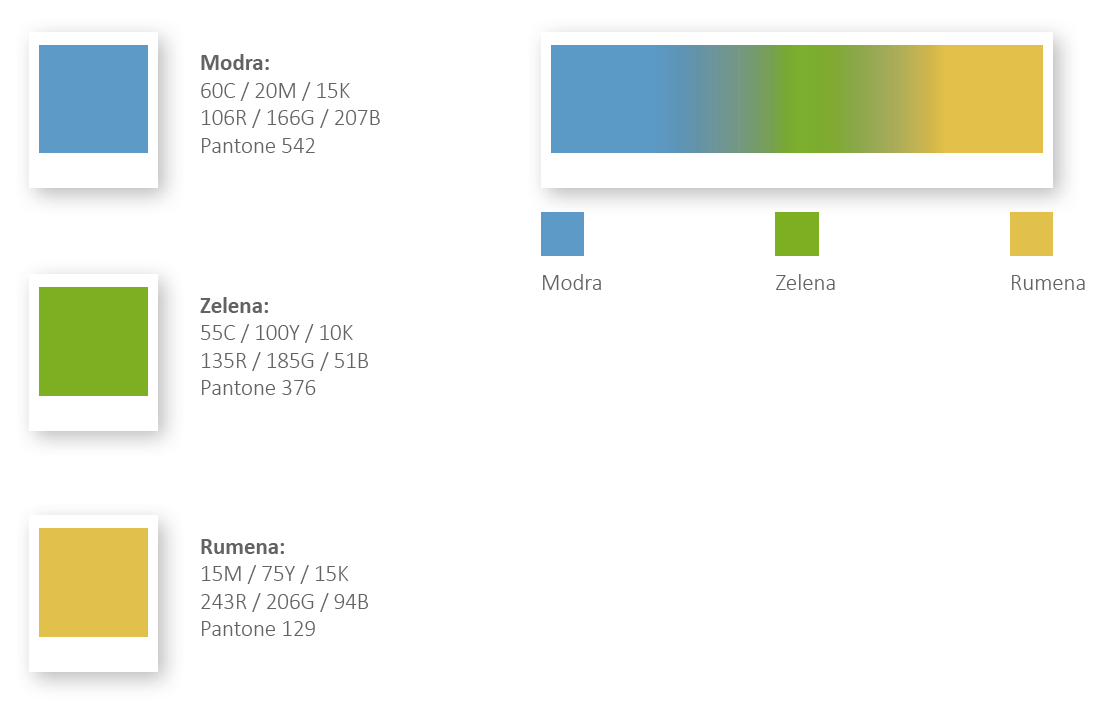 Modra:
60C / 20M / 15K
106R / 166G / 207B
Pantone 542
Zelena:
55C / 100Y / 10K
135R / 185G / 51B
Pantone 376
Rumena:
15M / 75Y / 15K
243R / 206G / 94B
Pantone 129
Modra
Zelena
Rumena